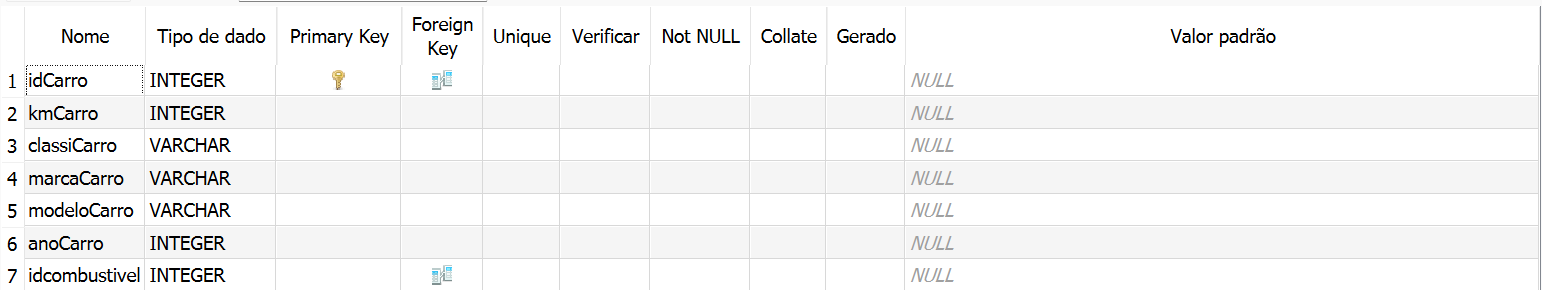 Nome Tipo de dado Primary Key Foreign Key Unique Verificar Not NULL Collate Gerado Valor padrão
1 idCarro INTEGER NULL
2 kmCarro INTEGER NULL
3 classiCarro VARCHAR NULL
4 marcaCarro VARCHAR NULL
5 modeloCarro VARCHAR NULL
6 anoCarro INTEGER NULL
7 idcombustivel INTEGER NULL